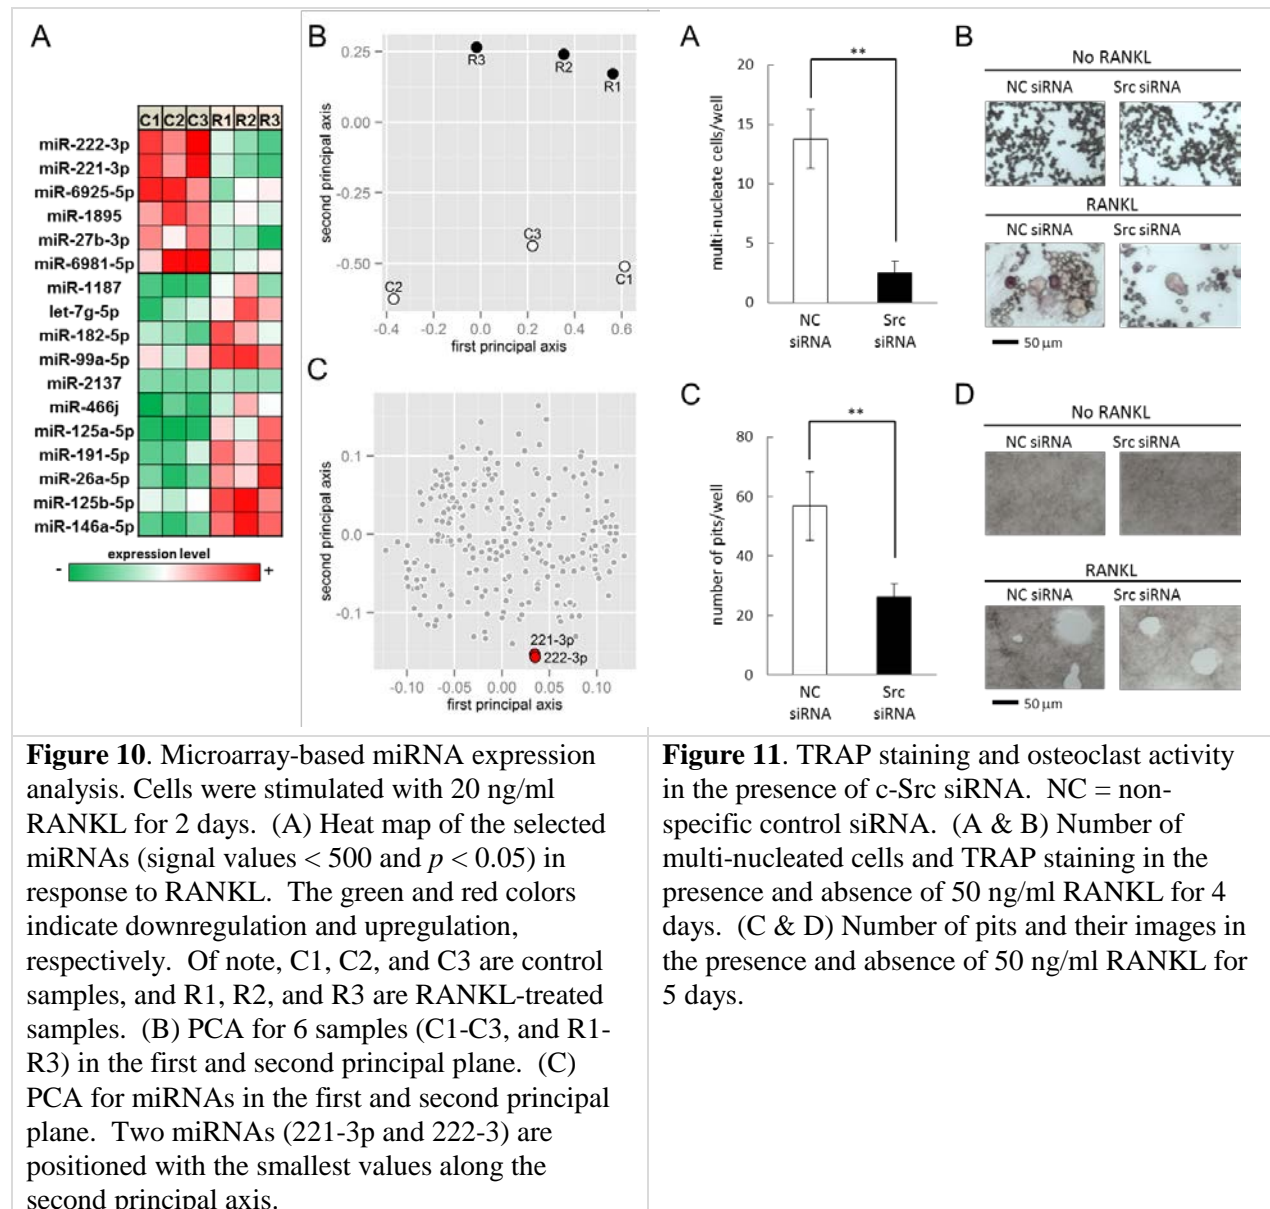 A
C1 C2 C3 R1 R2 R3
miR-222-3p
miR-221-3p
miR-6925-5p
miR-1895
miR-27b-3p
miR-6981-5p
miR-1187
let-7g-5p
miR-182-5p
miR-99a-5p
miR-2137
miR-466j
miR-125a-5p
miR-191-5p
miR-26a-5p
miR-125b-5p
miR-146a-5p
expression level
- +
B
second principal axis
0.25
0.00
-0.25
-0.50
R3
R2
R1
C3
C1
C2
-0.4 -0.2 0.0 0.2 0.4 0.6
first principal axis
C
second principal axis
0.1
0.0
-0.1
221-3p
222-3p
-0.10 -0.05 0.00 0.05 0.10
first principal axis
A
multi-nucleate cells/well
20
15
10
5
0
**
NC Src
siRNA siRNA
B
No RANKL
NC siRNA Src siRNA
RANKL
NC siRNA Src siRNA
50 µm
C
number of pits/well
80
60
40
20
0
**
NC Src
siRNA siRNA
D
No RANKL
NC siRNA Src siRNA
RANKL
NC siRNA Src siRNA
50 µm
Figure 10. Microarray-based miRNA expression
analysis. Cells were stimulated with 20 ng/ml
RANKL for 2 days. (A) Heat map of the selected
miRNAs (signal values < 500 and p < 0.05) in
response to RANKL. The green and red colors
indicate downregulation and upregulation,
respectively. Of note, C1, C2, and C3 are control
samples, and R1, R2, and R3 are RANKL-treated
samples. (B) PCA for 6 samples (C1-C3, and R1-
R3) in the first and second principal plane. (C)
PCA for miRNAs in the first and second principal
plane. Two miRNAs (221-3p and 222-3) are
positioned with the smallest values along the
second principal axis.
Figure 11. TRAP staining and osteoclast activity
in the presence of c-Src siRNA. NC = non-
specific control siRNA. (A & B) Number of
multi-nucleated cells and TRAP staining in the
presence and absence of 50 ng/ml RANKL for 4
days. (C & D) Number of pits and their images in
the presence and absence of 50 ng/ml RANKL for
5 days.